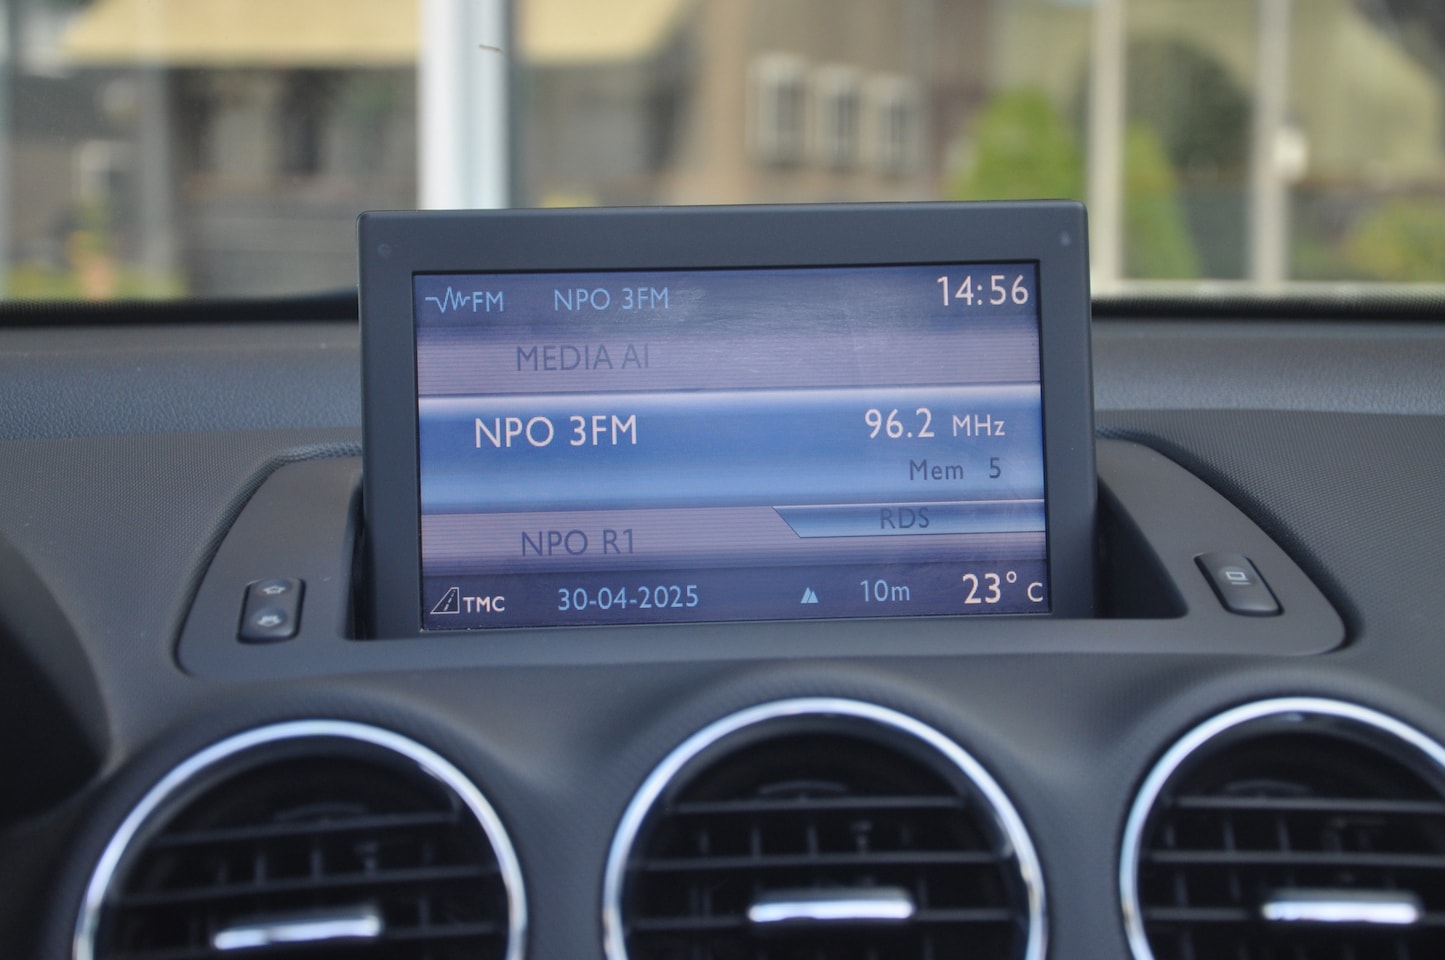 FM NPO 3FM 14:56
MEDIA AI
NPO 3FM 96.2 MHz
Mem 5
RDS
NPO R1
TMC 30-04-2025 10m 23° C